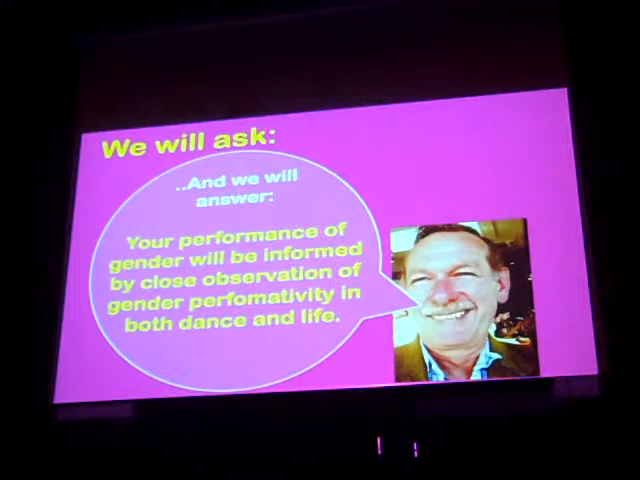 We will ask:
..And we will
answer:
Your performance of
gender will be informed
by close observation of
gender perfomativity in
both dance and life.